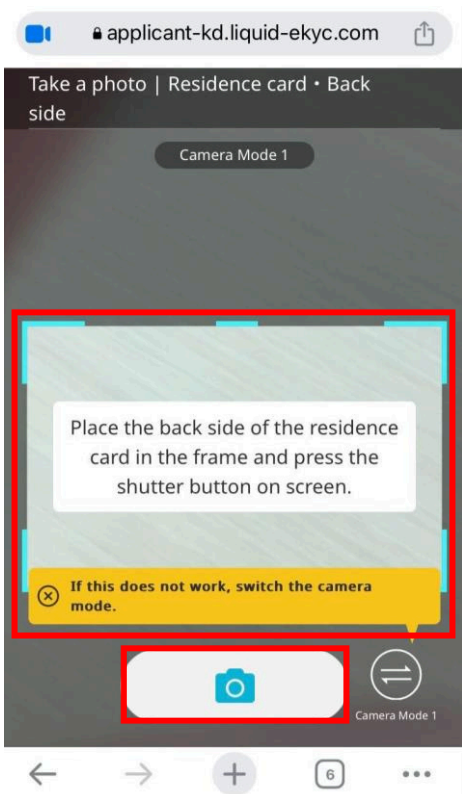 applicant-kd.liquid-ekyc.com
Take a photo | Residence card・Back
side
Camera Mode 1
Place the back side of the residence
card in the frame and press the
shutter button on screen.
If this does not work, switch the camera
mode.
Camera Mode 1
6